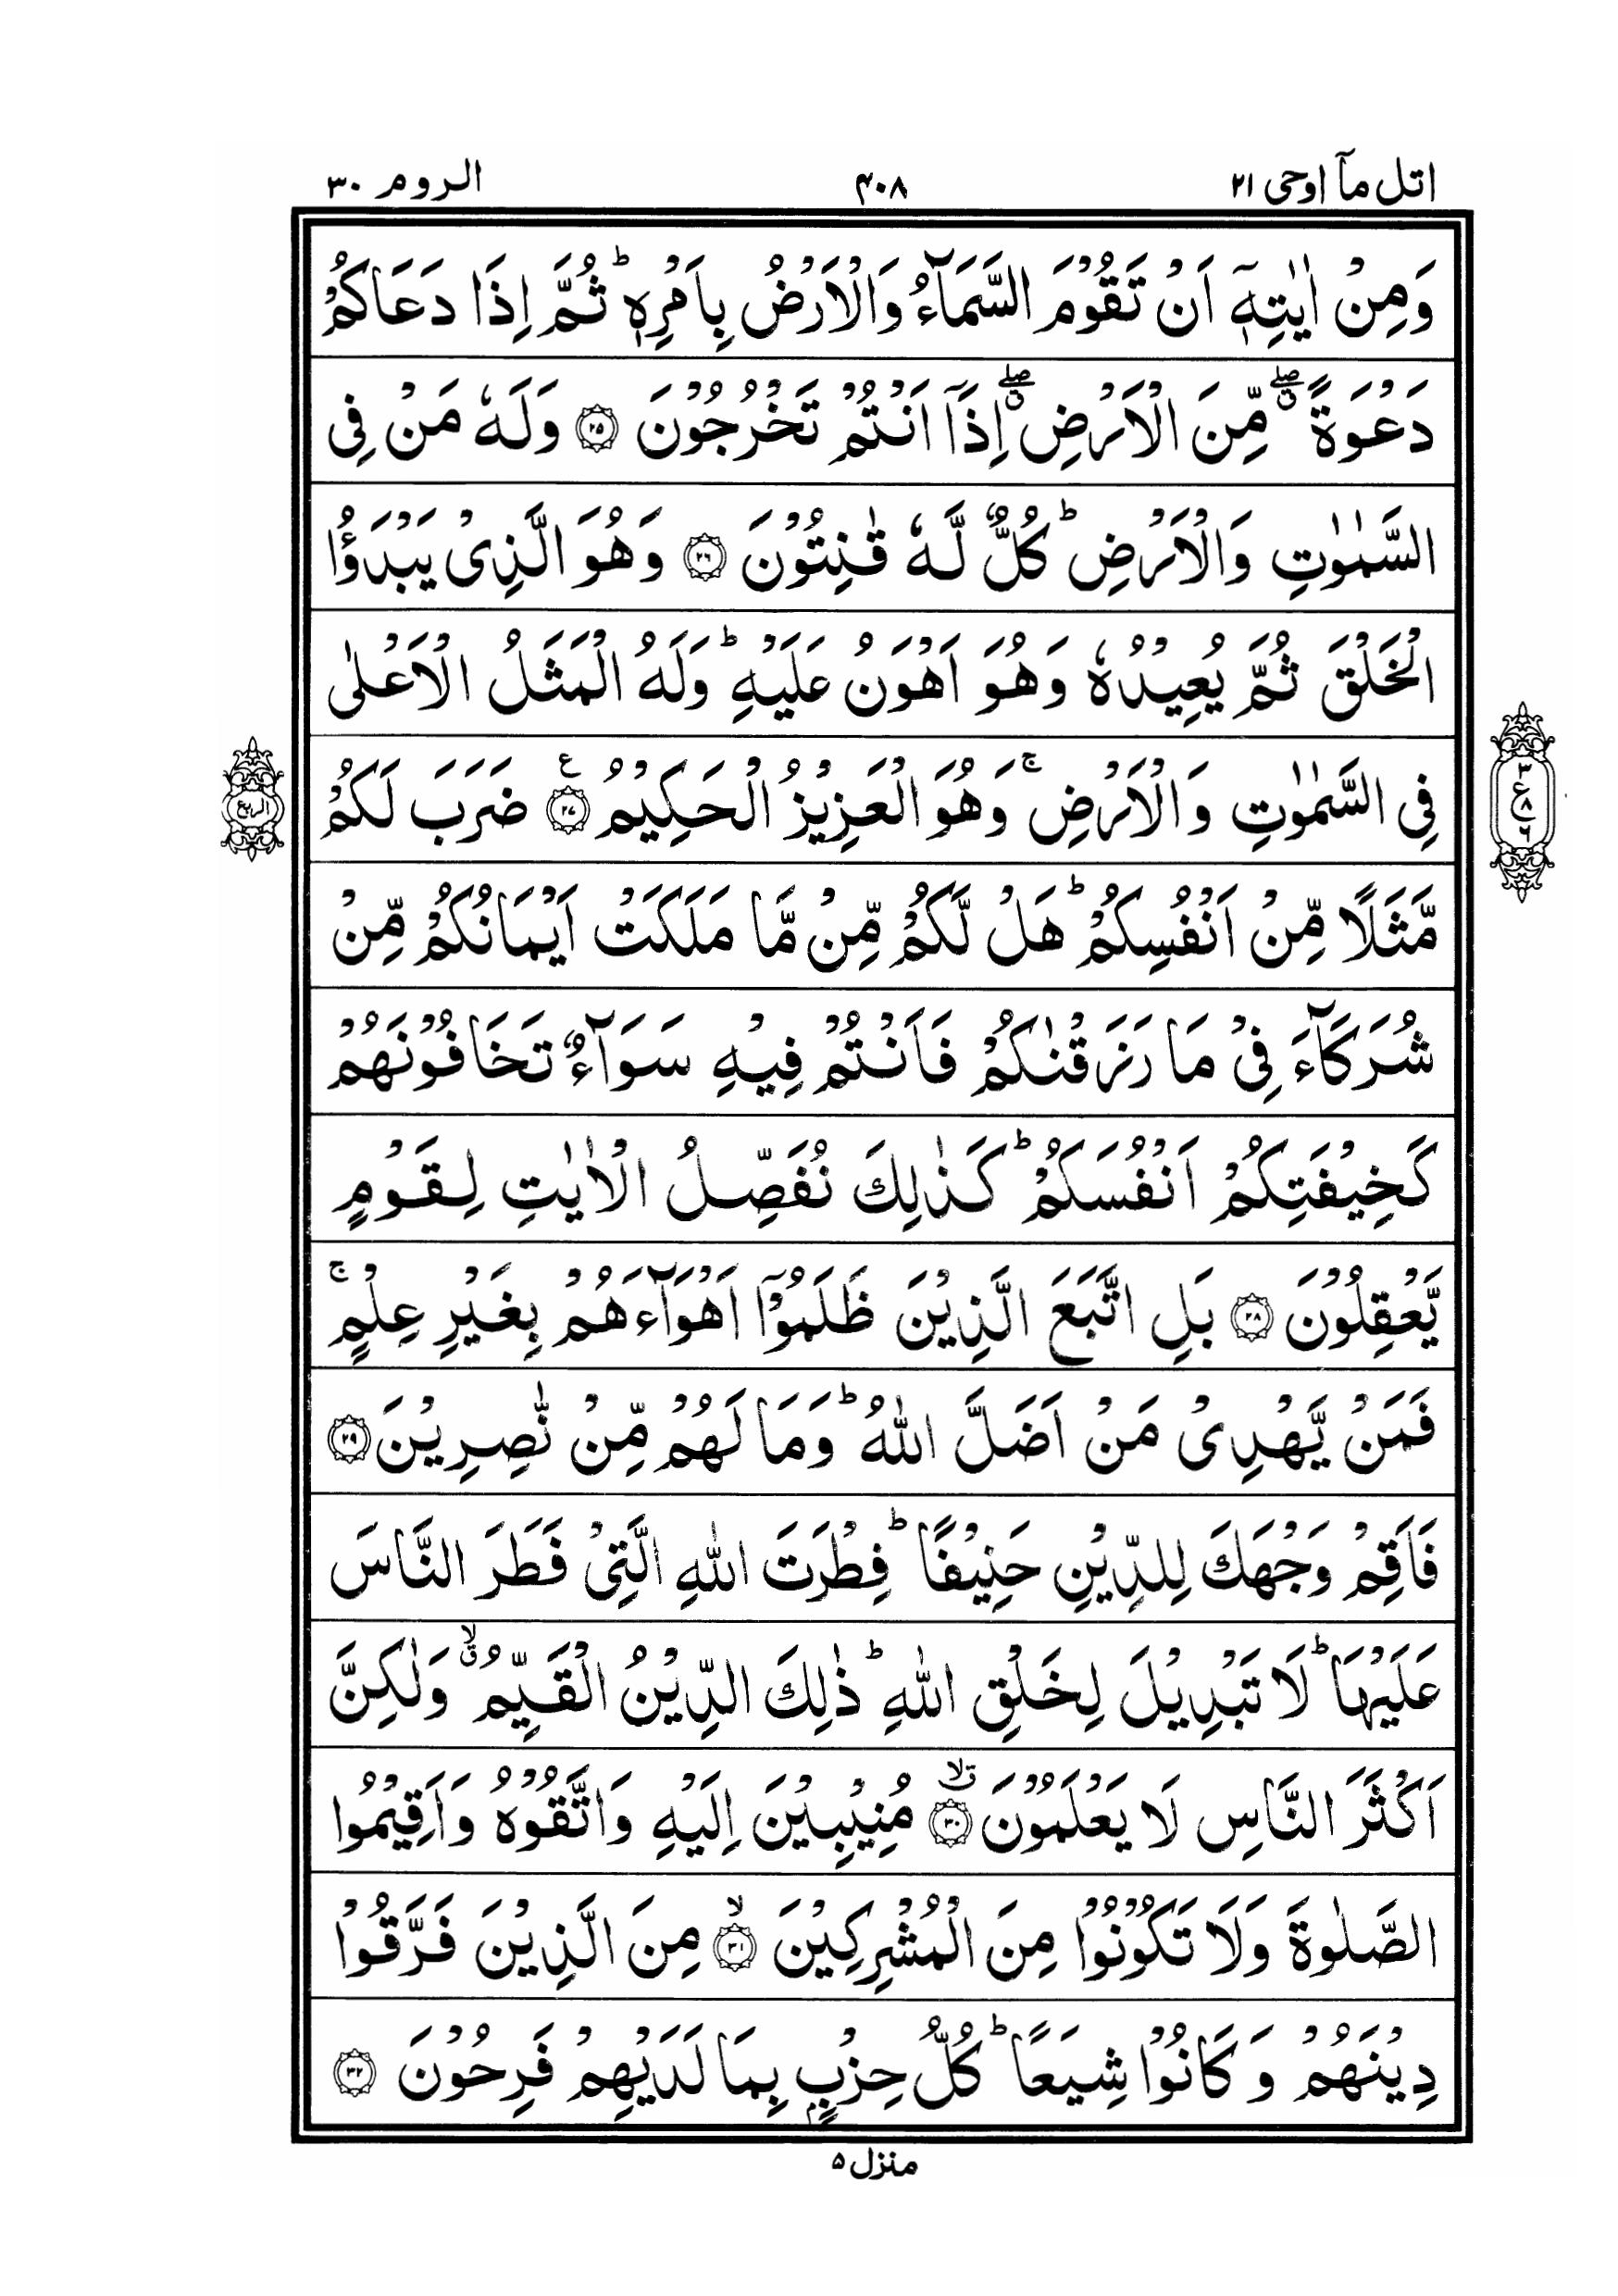 اتل مآ اوحی ۲۱
۴۰۸
الروم ۳۰
وَمِنْ اٰيٰتِهٖٓ اَنْ تَقُوْمَ السَّمَآءُ وَالْاَرْضُ بِاَمْرِهٖ ؕ ثُمَّ اِذَا دَعَاكُمْ
دَعْوَةً ۖۗ مِّنَ الْاَرْضِ ۖۗ اِذَاۤ اَنْتُمْ تَخْرُجُوْنَ ۝۲۵ وَلَهٗ مَنْ فِى
السَّمٰوٰتِ وَالْاَرْضِ ؕ كُلٌّ لَّهٗ قٰنِتُوْنَ ۝۲۶ وَهُوَ الَّذِىْ يَبْدَؤُا
الْخَلْقَ ثُمَّ يُعِيْدُهٗ وَهُوَ اَهْوَنُ عَلَيْهِ ؕ وَلَهُ الْمَثَلُ الْاَعْلٰى
فِى السَّمٰوٰتِ وَالْاَرْضِ ۚ وَهُوَ الْعَزِيْزُ الْحَكِيْمُ ۝۲۷ ع ضَرَبَ لَكُمْ
مَّثَلًا مِّنْ اَنْفُسِكُمْ ؕ هَلْ لَّكُمْ مِّنْ مَّا مَلَكَتْ اَيْمَانُكُمْ مِّنْ
شُرَكَآءَ فِىْ مَا رَزَقْنٰكُمْ فَاَنْتُمْ فِيْهِ سَوَآءٌ تَخَافُوْنَهُمْ
كَخِيْفَتِكُمْ اَنْفُسَكُمْ ؕ كَذٰلِكَ نُفَصِّلُ الْاٰيٰتِ لِقَوْمٍ
يَّعْقِلُوْنَ ۝۲۸ بَلِ اتَّبَعَ الَّذِيْنَ ظَلَمُوْۤا اَهْوَآءَهُمْ بِغَيْرِ عِلْمٍ ۚ
فَمَنْ يَّهْدِىْ مَنْ اَضَلَّ اللّٰهُ ؕ وَمَا لَهُمْ مِّنْ نّٰصِرِيْنَ ۝۲۹
فَاَقِمْ وَجْهَكَ لِلدِّيْنِ حَنِيْفًا ؕ فِطْرَتَ اللّٰهِ الَّتِىْ فَطَرَ النَّاسَ
عَلَيْهَا ؕ لَا تَبْدِيْلَ لِخَلْقِ اللّٰهِ ؕ ذٰلِكَ الدِّيْنُ الْقَيِّمُ ۙۗ وَلٰكِنَّ
اَكْثَرَ النَّاسِ لَا يَعْلَمُوْنَ ۝۳۰ ۙۗ مُنِيْبِيْنَ اِلَيْهِ وَاتَّقُوْهُ وَاَقِيْمُوا
الصَّلٰوةَ وَلَا تَكُوْنُوْا مِنَ الْمُشْرِكِيْنَ ۝۳۱ ۙ مِنَ الَّذِيْنَ فَرَّقُوْا
دِيْنَهُمْ وَكَانُوْا شِيَعًا ؕ كُلُّ حِزْبٍۭ بِمَا لَدَيْهِمْ فَرِحُوْنَ ۝۳۲
۳
ع
۸
۶
الربع
منزل ۵